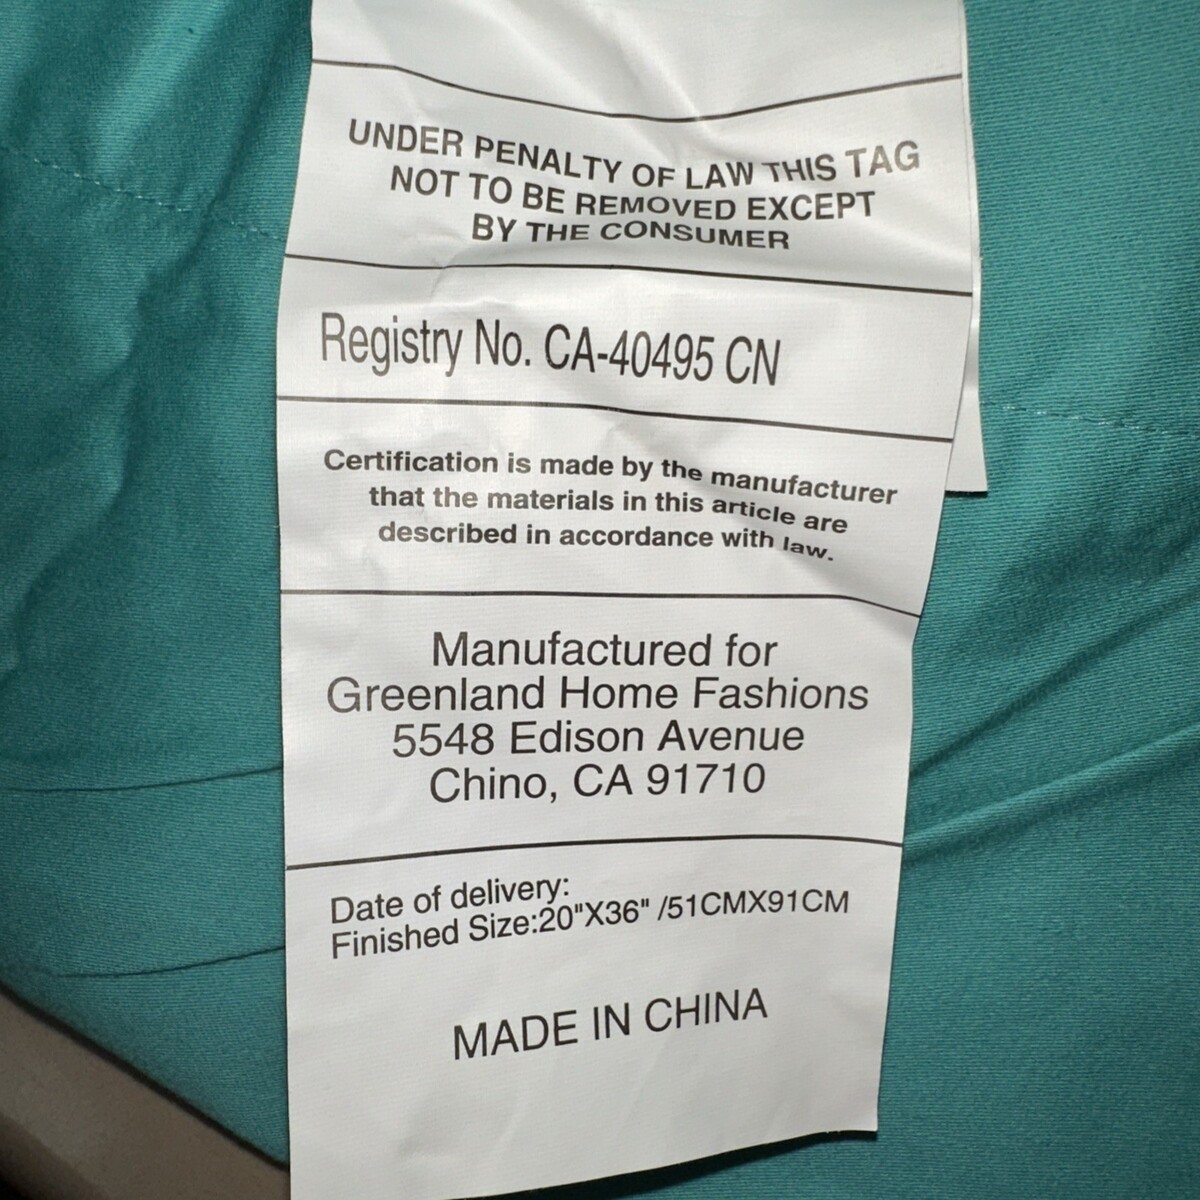 UNDER PENALTY OF LAW THIS TAG
NOT TO BE REMOVED EXCEPT
BY THE CONSUMER
Registry No. CA-40495 CN
Certification is made by the manufacturer
that the materials in this article are
described in accordance with law.
Manufactured for
Greenland Home Fashions
5548 Edison Avenue
Chino, CA 91710
Date of delivery:
Finished Size:20"X36" /51CMX91CM
MADE IN CHINA